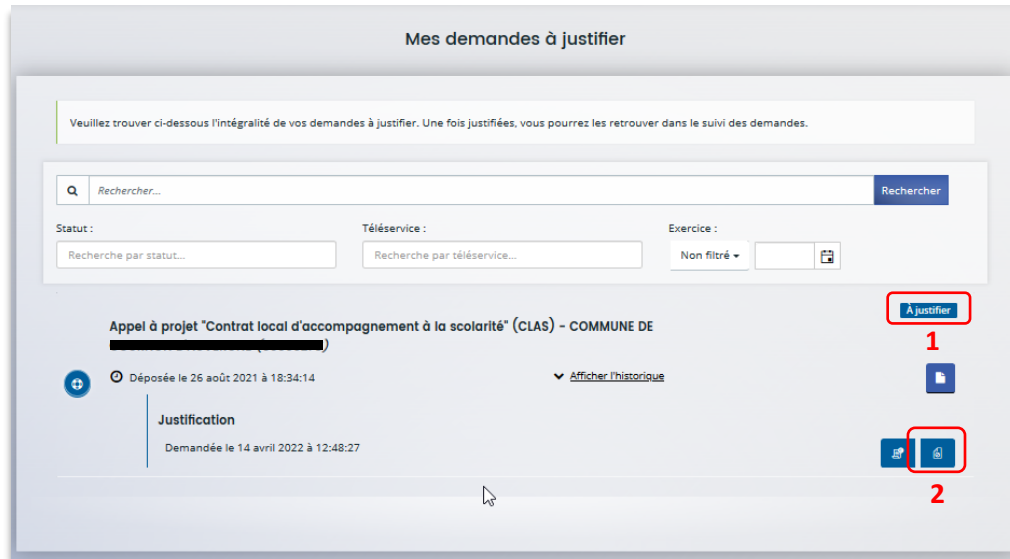 Mes demandes à justifier
Veuillez trouver ci-dessous l'intégralité de vos demandes à justifier. Une fois justifiées, vous pourrez les retrouver dans le suivi des demandes.
Rechercher...
Rechercher
Statut :
Téléservice :
Exercice :
Recherche par statut...
Recherche par téléservice...
Non filtré
À justifier
1
Appel à projet "Contrat local d'accompagnement à la scolarité" (CLAS) - COMMUNE DE
Déposée le 26 août 2021 à 18:34:14
Afficher l'historique
Justification
Demandée le 14 avril 2022 à 12:48:27
2